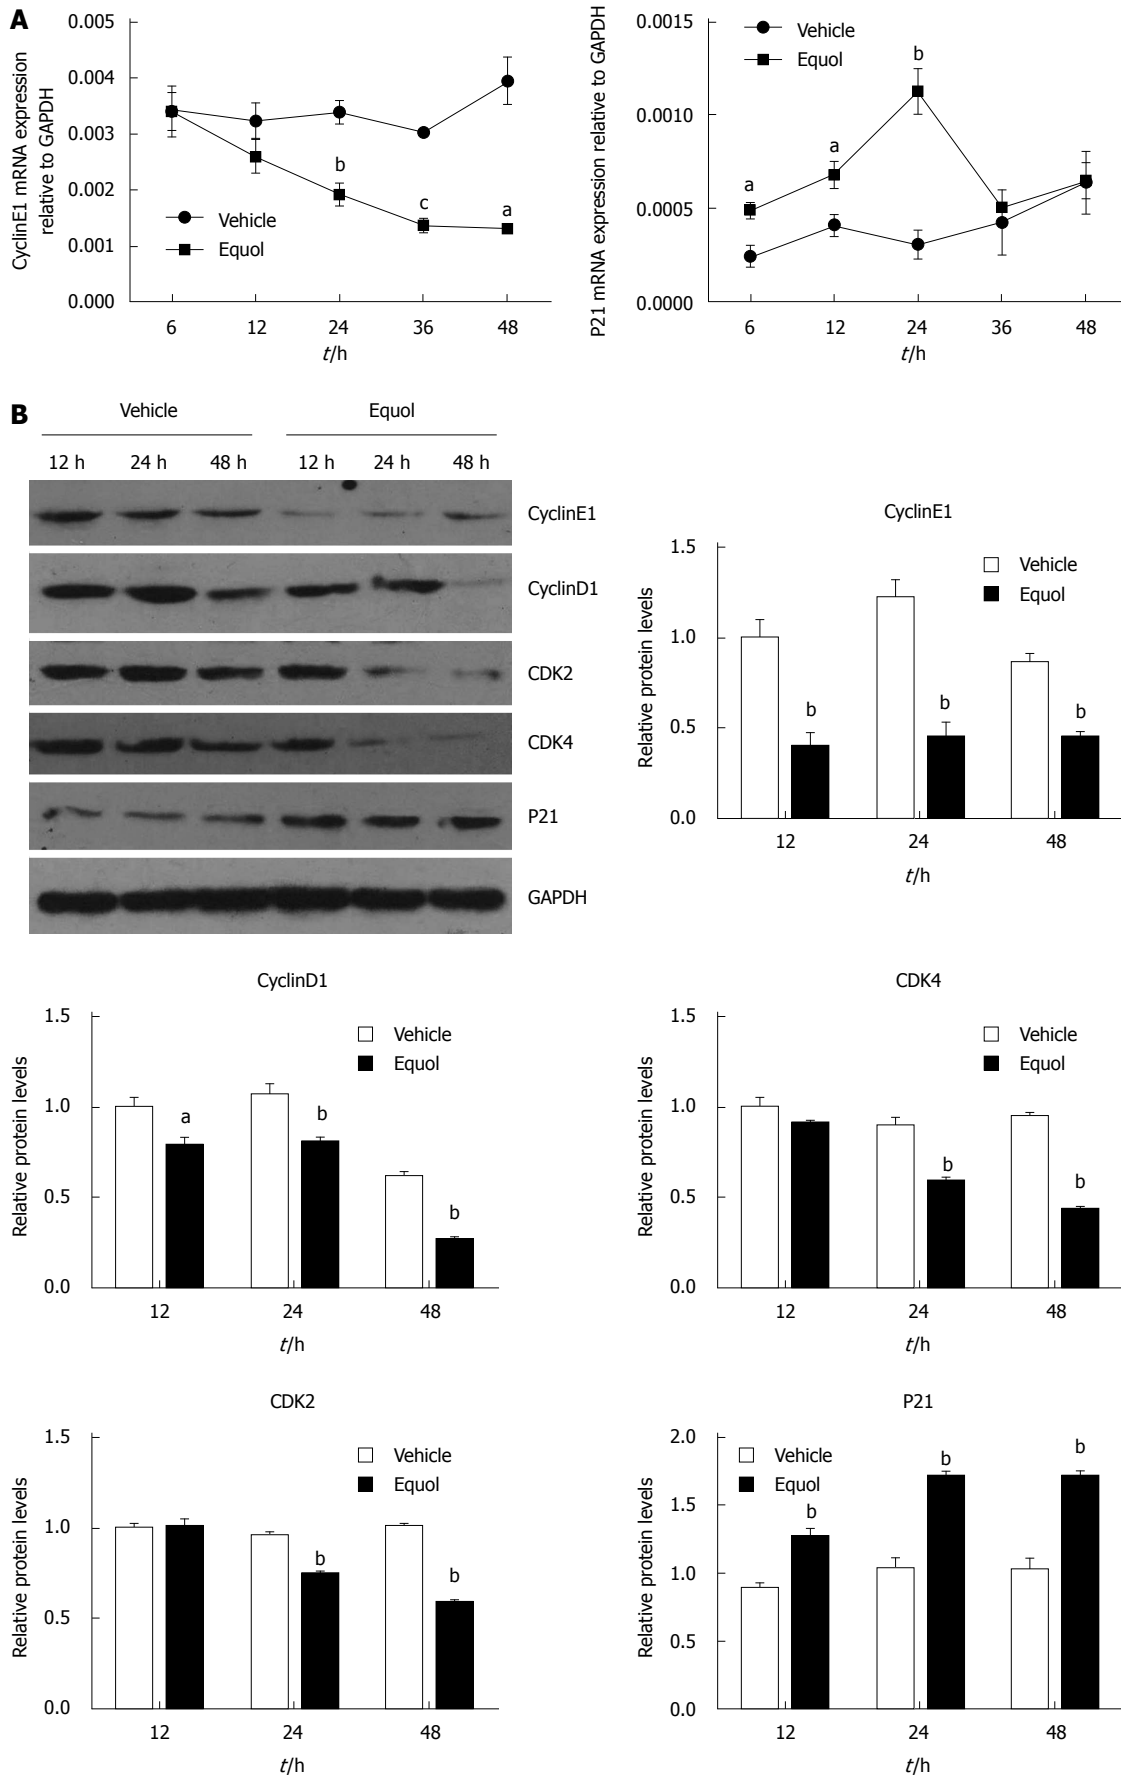 A
CyclinE1 mRNA expression
relative to GAPDH
0.005
0.004
0.003
0.002
0.001
0.000
b
c
a
Vehicle
Equol
6 12 24 36 48
t/h
P21 mRNA expression relative to GAPDH
0.0015
0.0010
0.0005
0.0000
Vehicle
Equol
a
a
b
6 12 24 36 48
t/h
B
Vehicle Equol
12 h 24 h 48 h 12 h 24 h 48 h
CyclinE1
CyclinD1
CDK2
CDK4
P21
GAPDH
CyclinE1
Relative protein levels
1.5
1.0
0.5
0.0
Vehicle
Equol
b
b
b
12 24 48
t/h
CyclinD1
Relative protein levels
1.5
1.0
0.5
0.0
Vehicle
Equol
a
b
b
12 24 48
t/h
CDK4
Relative protein levels
1.5
1.0
0.5
0.0
Vehicle
Equol
b
b
12 24 48
t/h
CDK2
Relative protein levels
1.5
1.0
0.5
0.0
Vehicle
Equol
b
b
12 24 48
t/h
P21
Relative protein levels
2.0
1.5
1.0
0.5
0.0
Vehicle
Equol
b
b
b
12 24 48
t/h